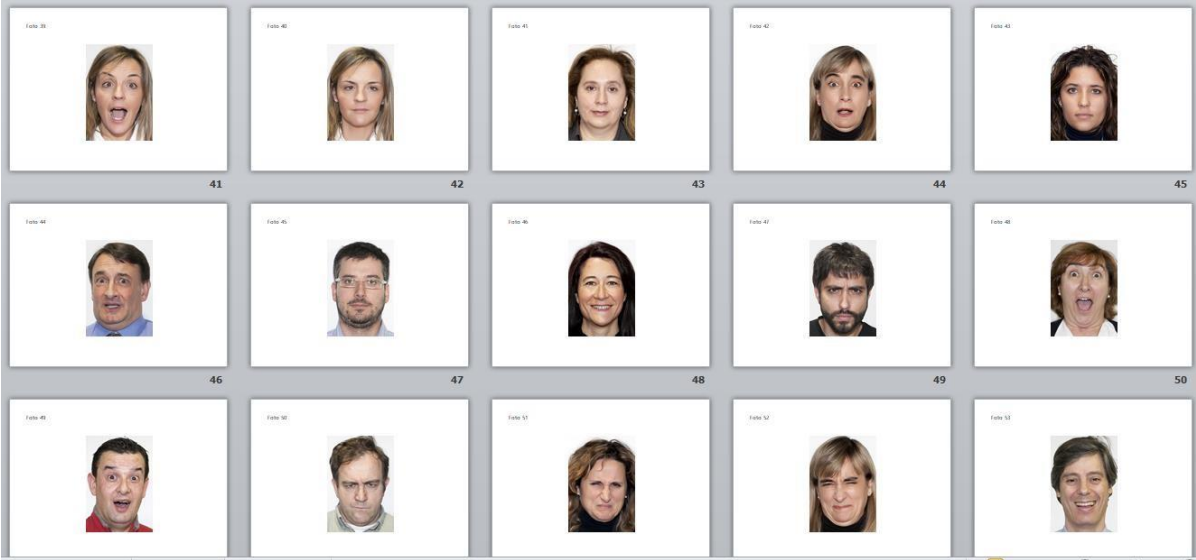 Foto 39
Foto 40
Foto 41
Foto 42
Foto 43
41
42
43
44
45
Foto 44
Foto 45
Foto 46
Foto 47
Foto 48
46
47
48
49
50
Foto 49
Foto 50
Foto 51
Foto 52
Foto 53